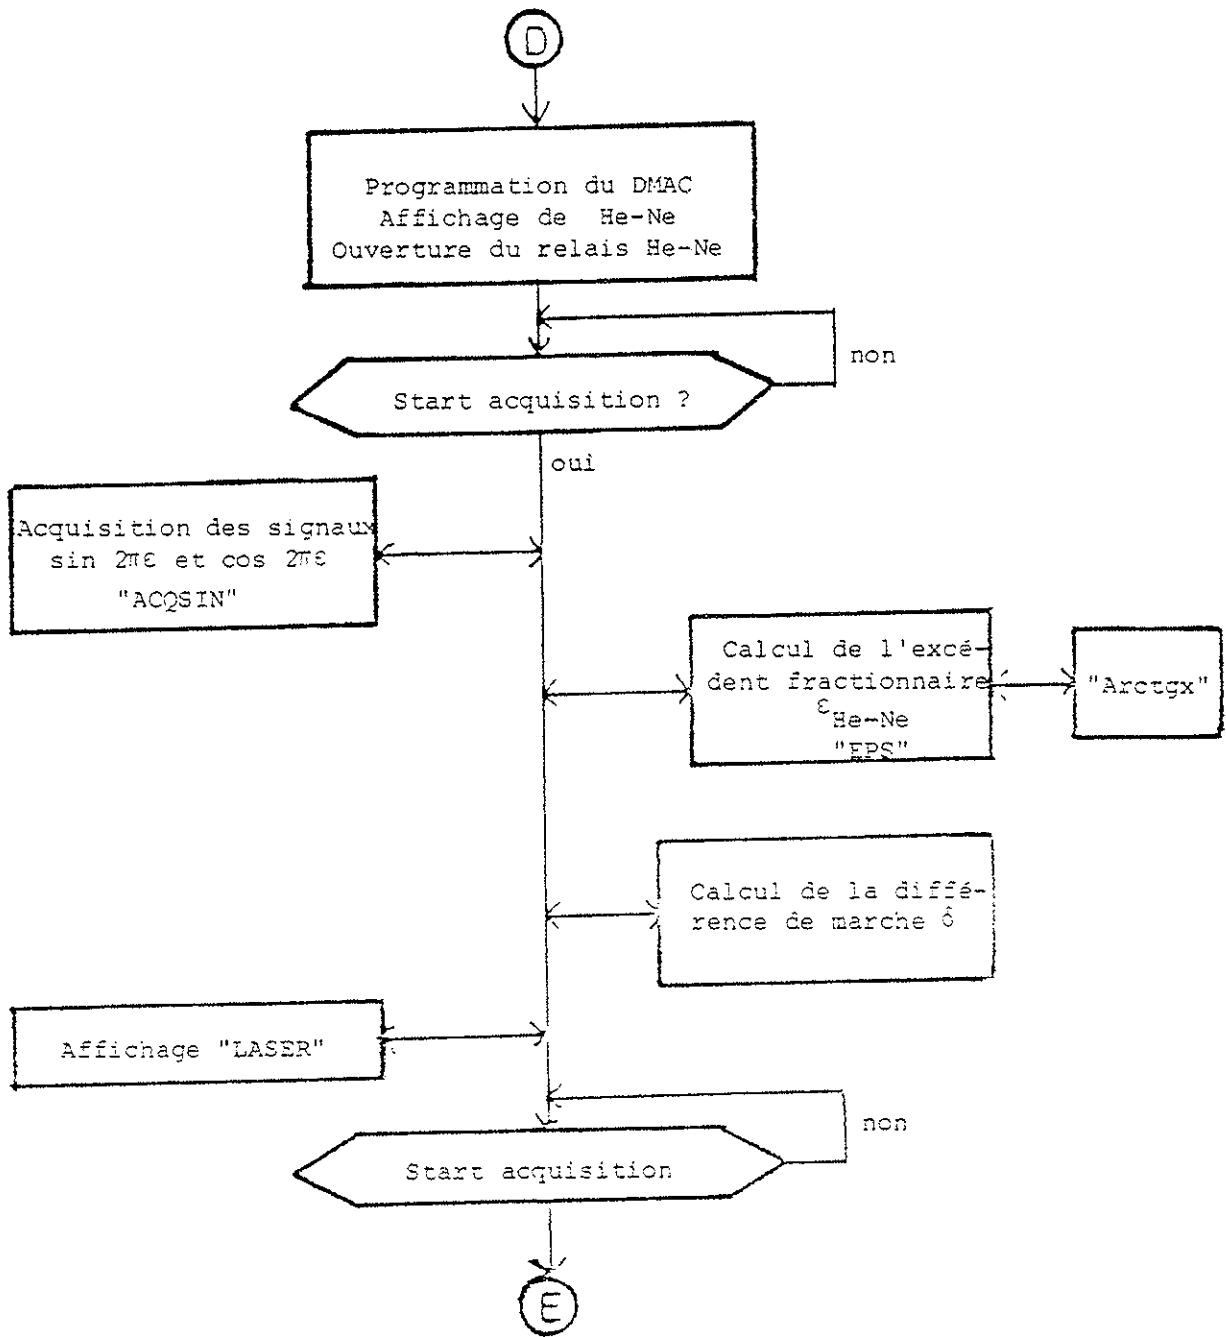 D
Programmation du DMAC
Affichage de He-Ne
Ouverture du relais He-Ne
non
Start acquisition ?
oui
Acquisition des signaux
sin 2πε et cos 2πε
"ACQSIN"
Calcul de l'excé-
dent fractionnaire
εHe-Ne
"EPS"
"Arctgx"
Calcul de la diffé-
rence de marche δ
Affichage "LASER"
non
Start acquisition
E